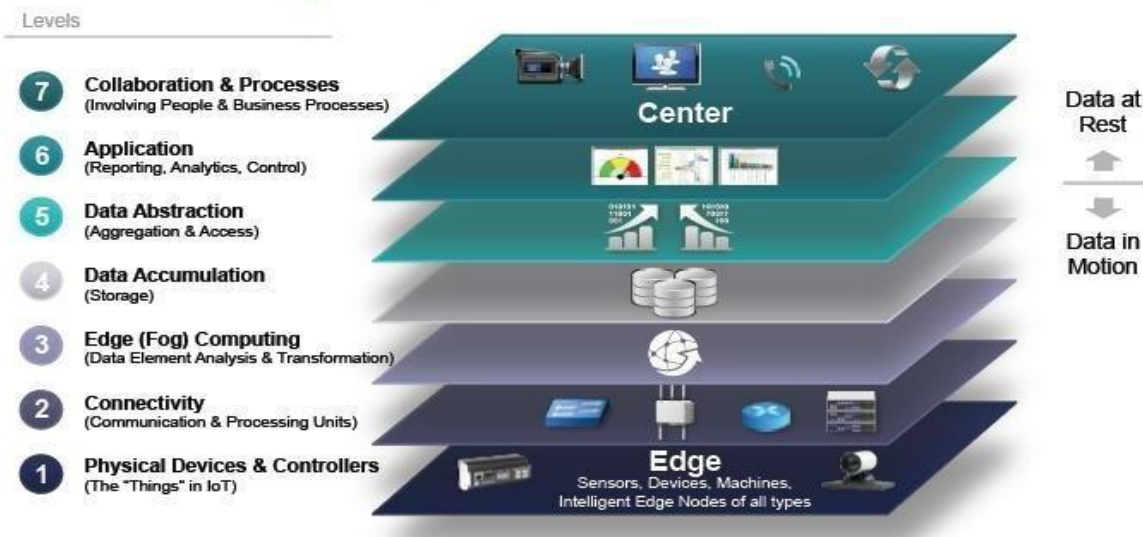 Levels
7
Collaboration & Processes
(Involving People & Business Processes)
6
Application
(Reporting, Analytics, Control)
5
Data Abstraction
(Aggregation & Access)
4
Data Accumulation
(Storage)
3
Edge (Fog) Computing
(Data Element Analysis & Transformation)
2
Connectivity
(Communication & Processing Units)
1
Physical Devices & Controllers
(The "Things" in IoT)
Center
010101
11001
001
Edge
Sensors, Devices, Machines,
Intelligent Edge Nodes of all types
Data at
Rest
Data in
Motion